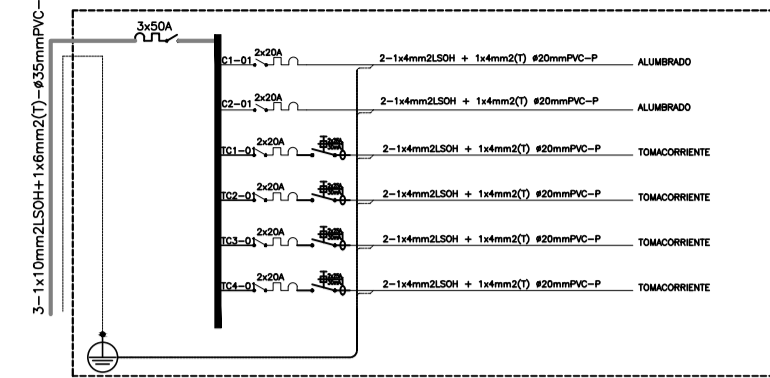 3-1x10mm2LSOH+1x6mm2(T)-ø35mmPVC-
3x50A
C1-01 2x20A 2-1x4mm2LSOH + 1x4mm2(T) ø20mmPVC-P ALUMBRADO
C2-01 2x20A 2-1x4mm2LSOH + 1x4mm2(T) ø20mmPVC-P ALUMBRADO
TC1-01 2x20A 2-1x4mm2LSOH + 1x4mm2(T) ø20mmPVC-P TOMACORRIENTE
TC2-01 2x20A 2-1x4mm2LSOH + 1x4mm2(T) ø20mmPVC-P TOMACORRIENTE
TC3-01 2x20A 2-1x4mm2LSOH + 1x4mm2(T) ø20mmPVC-P TOMACORRIENTE
TC4-01 2x20A 2-1x4mm2LSOH + 1x4mm2(T) ø20mmPVC-P TOMACORRIENTE